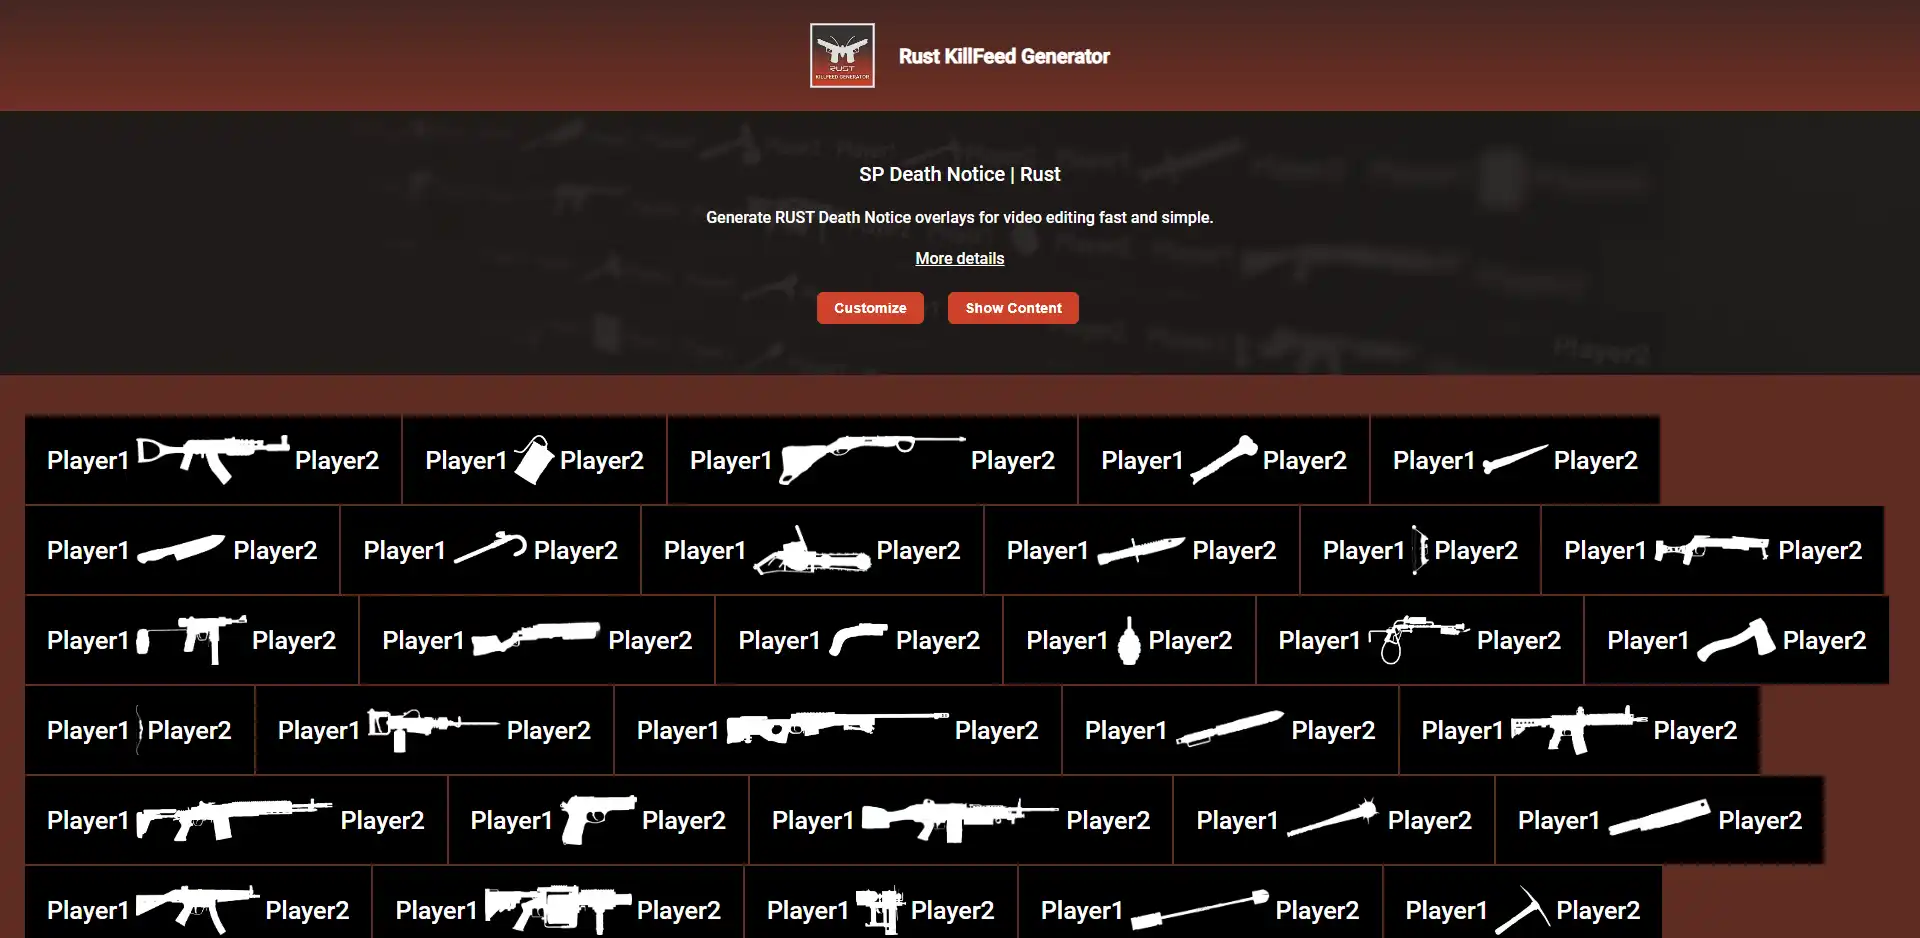 RUST
KILLFEED GENERATOR
Rust KillFeed Generator
SP Death Notice | Rust
Generate RUST Death Notice overlays for video editing fast and simple.
More details
Customize Show Content
Player1 Player2 Player1 Player2 Player1 Player2 Player1 Player2 Player1 Player2
Player1 Player2 Player1 Player2 Player1 Player2 Player1 Player2 Player1 Player2 Player1 Player2
Player1 Player2 Player1 Player2 Player1 Player2 Player1 Player2 Player1 Player2 Player1 Player2
Player1 Player2 Player1 Player2 Player1 Player2 Player1 Player2 Player1 Player2
Player1 Player2 Player1 Player2 Player1 Player2 Player1 Player2 Player1 Player2
Player1 Player2 Player1 Player2 Player1 Player2 Player1 Player2 Player1 Player2